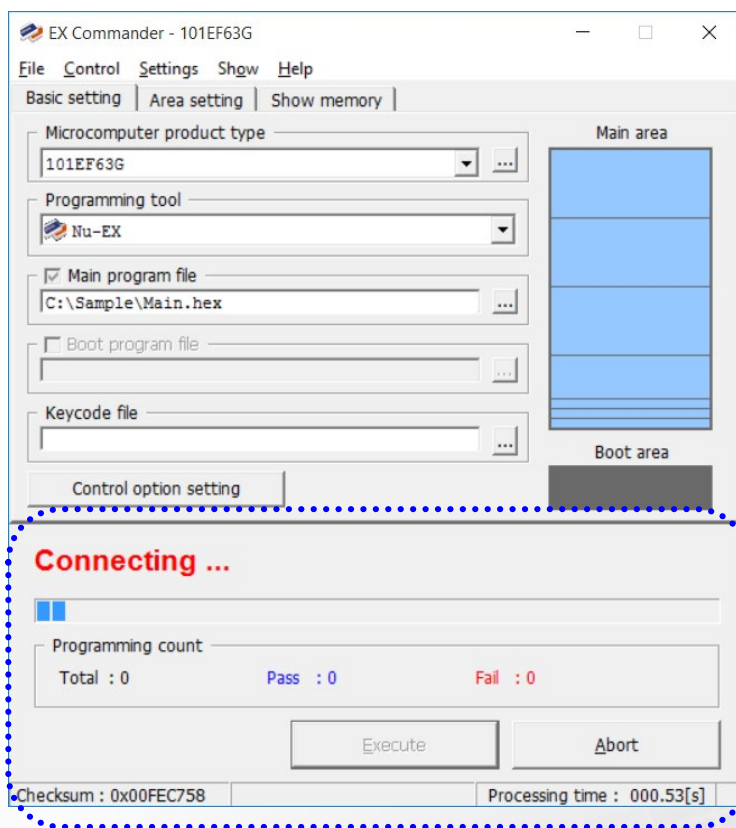 EX Commander - 101EF63G
File Control Settings Show Help
Basic setting Area setting Show memory
Microcomputer product type
101EF63G
...
Programming tool
Nu-EX
Main program file
C:\Sample\Main.hex
...
Boot program file
...
Keycode file
...
Control option setting
Main area
Boot area
Connecting ...
Programming count
Total : 0 Pass : 0 Fail : 0
Execute Abort
Checksum : 0x00FEC758 Processing time : 000.53[s]